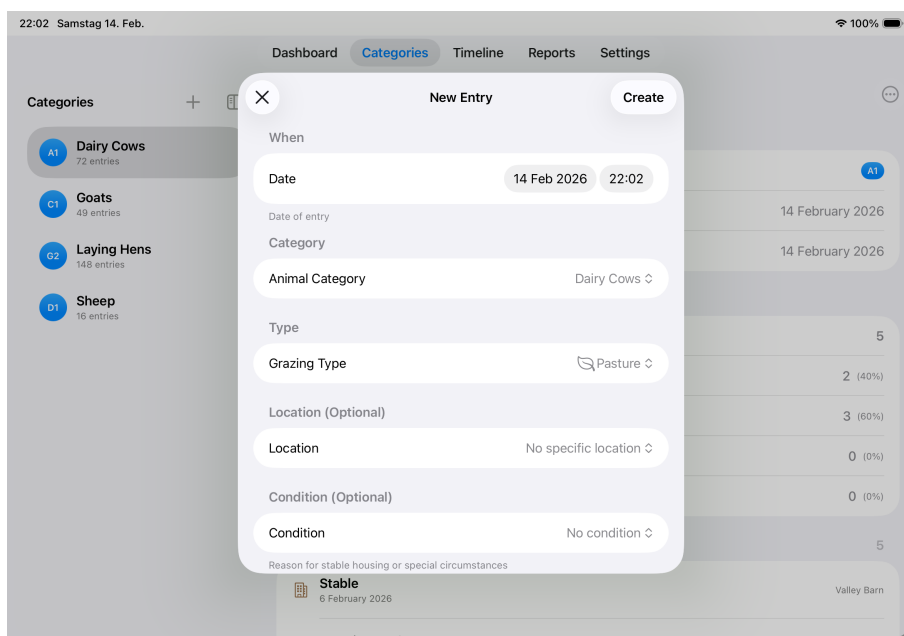 22:02 Samstag 14. Feb.
100%
Dashboard Categories Timeline Reports Settings
Categories
A1 Dairy Cows
72 entries
C1 Goats
49 entries
G2 Laying Hens
148 entries
D1 Sheep
16 entries
New Entry
Create
When
Date 14 Feb 2026 22:02
Date of entry
Category
Animal Category Dairy Cows
Type
Grazing Type Pasture
Location (Optional)
Location No specific location
Condition (Optional)
Condition No condition
Reason for stable housing or special circumstances
A1
14 February 2026
14 February 2026
5
2 (40%)
3 (60%)
0 (0%)
0 (0%)
5
Stable
6 February 2026
Valley Barn